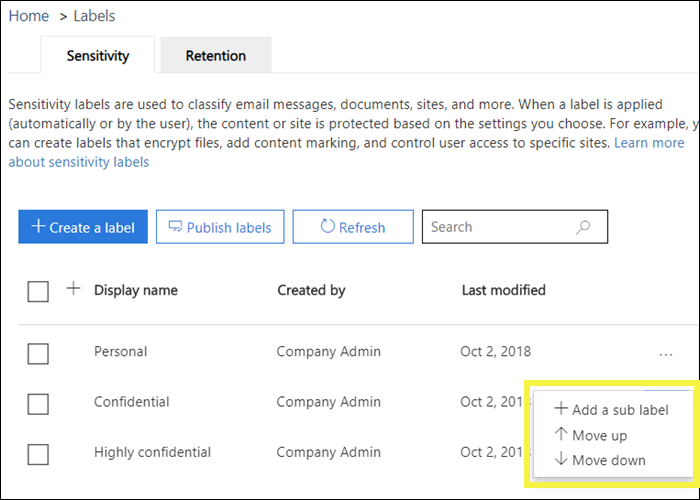 Home > Labels
Sensitivity Retention
Sensitivity labels are used to classify email messages, documents, sites, and more. When a label is applied
(automatically or by the user), the content or site is protected based on the settings you choose. For example, y
can create labels that encrypt files, add content marking, and control user access to specific sites. Learn more
about sensitivity labels
+ Create a label Publish labels Refresh Search
+ Display name Created by Last modified
Personal Company Admin Oct 2, 2018 ...
Confidential Company Admin Oct 2, 201
+ Add a sub label
↑ Move up
Highly confidential Company Admin Oct 2, 201
↓ Move down